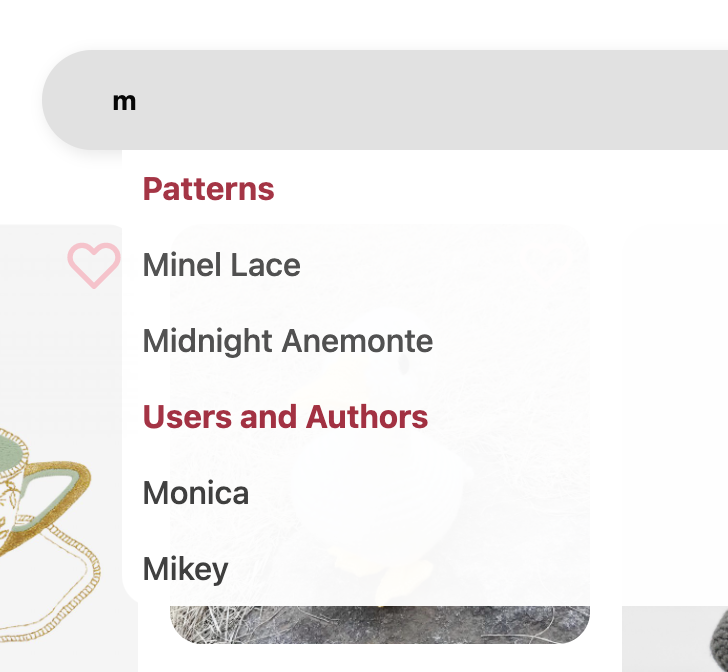 m
Patterns
Minel Lace
Midnight Anemonte
Users and Authors
Monica
Mikey